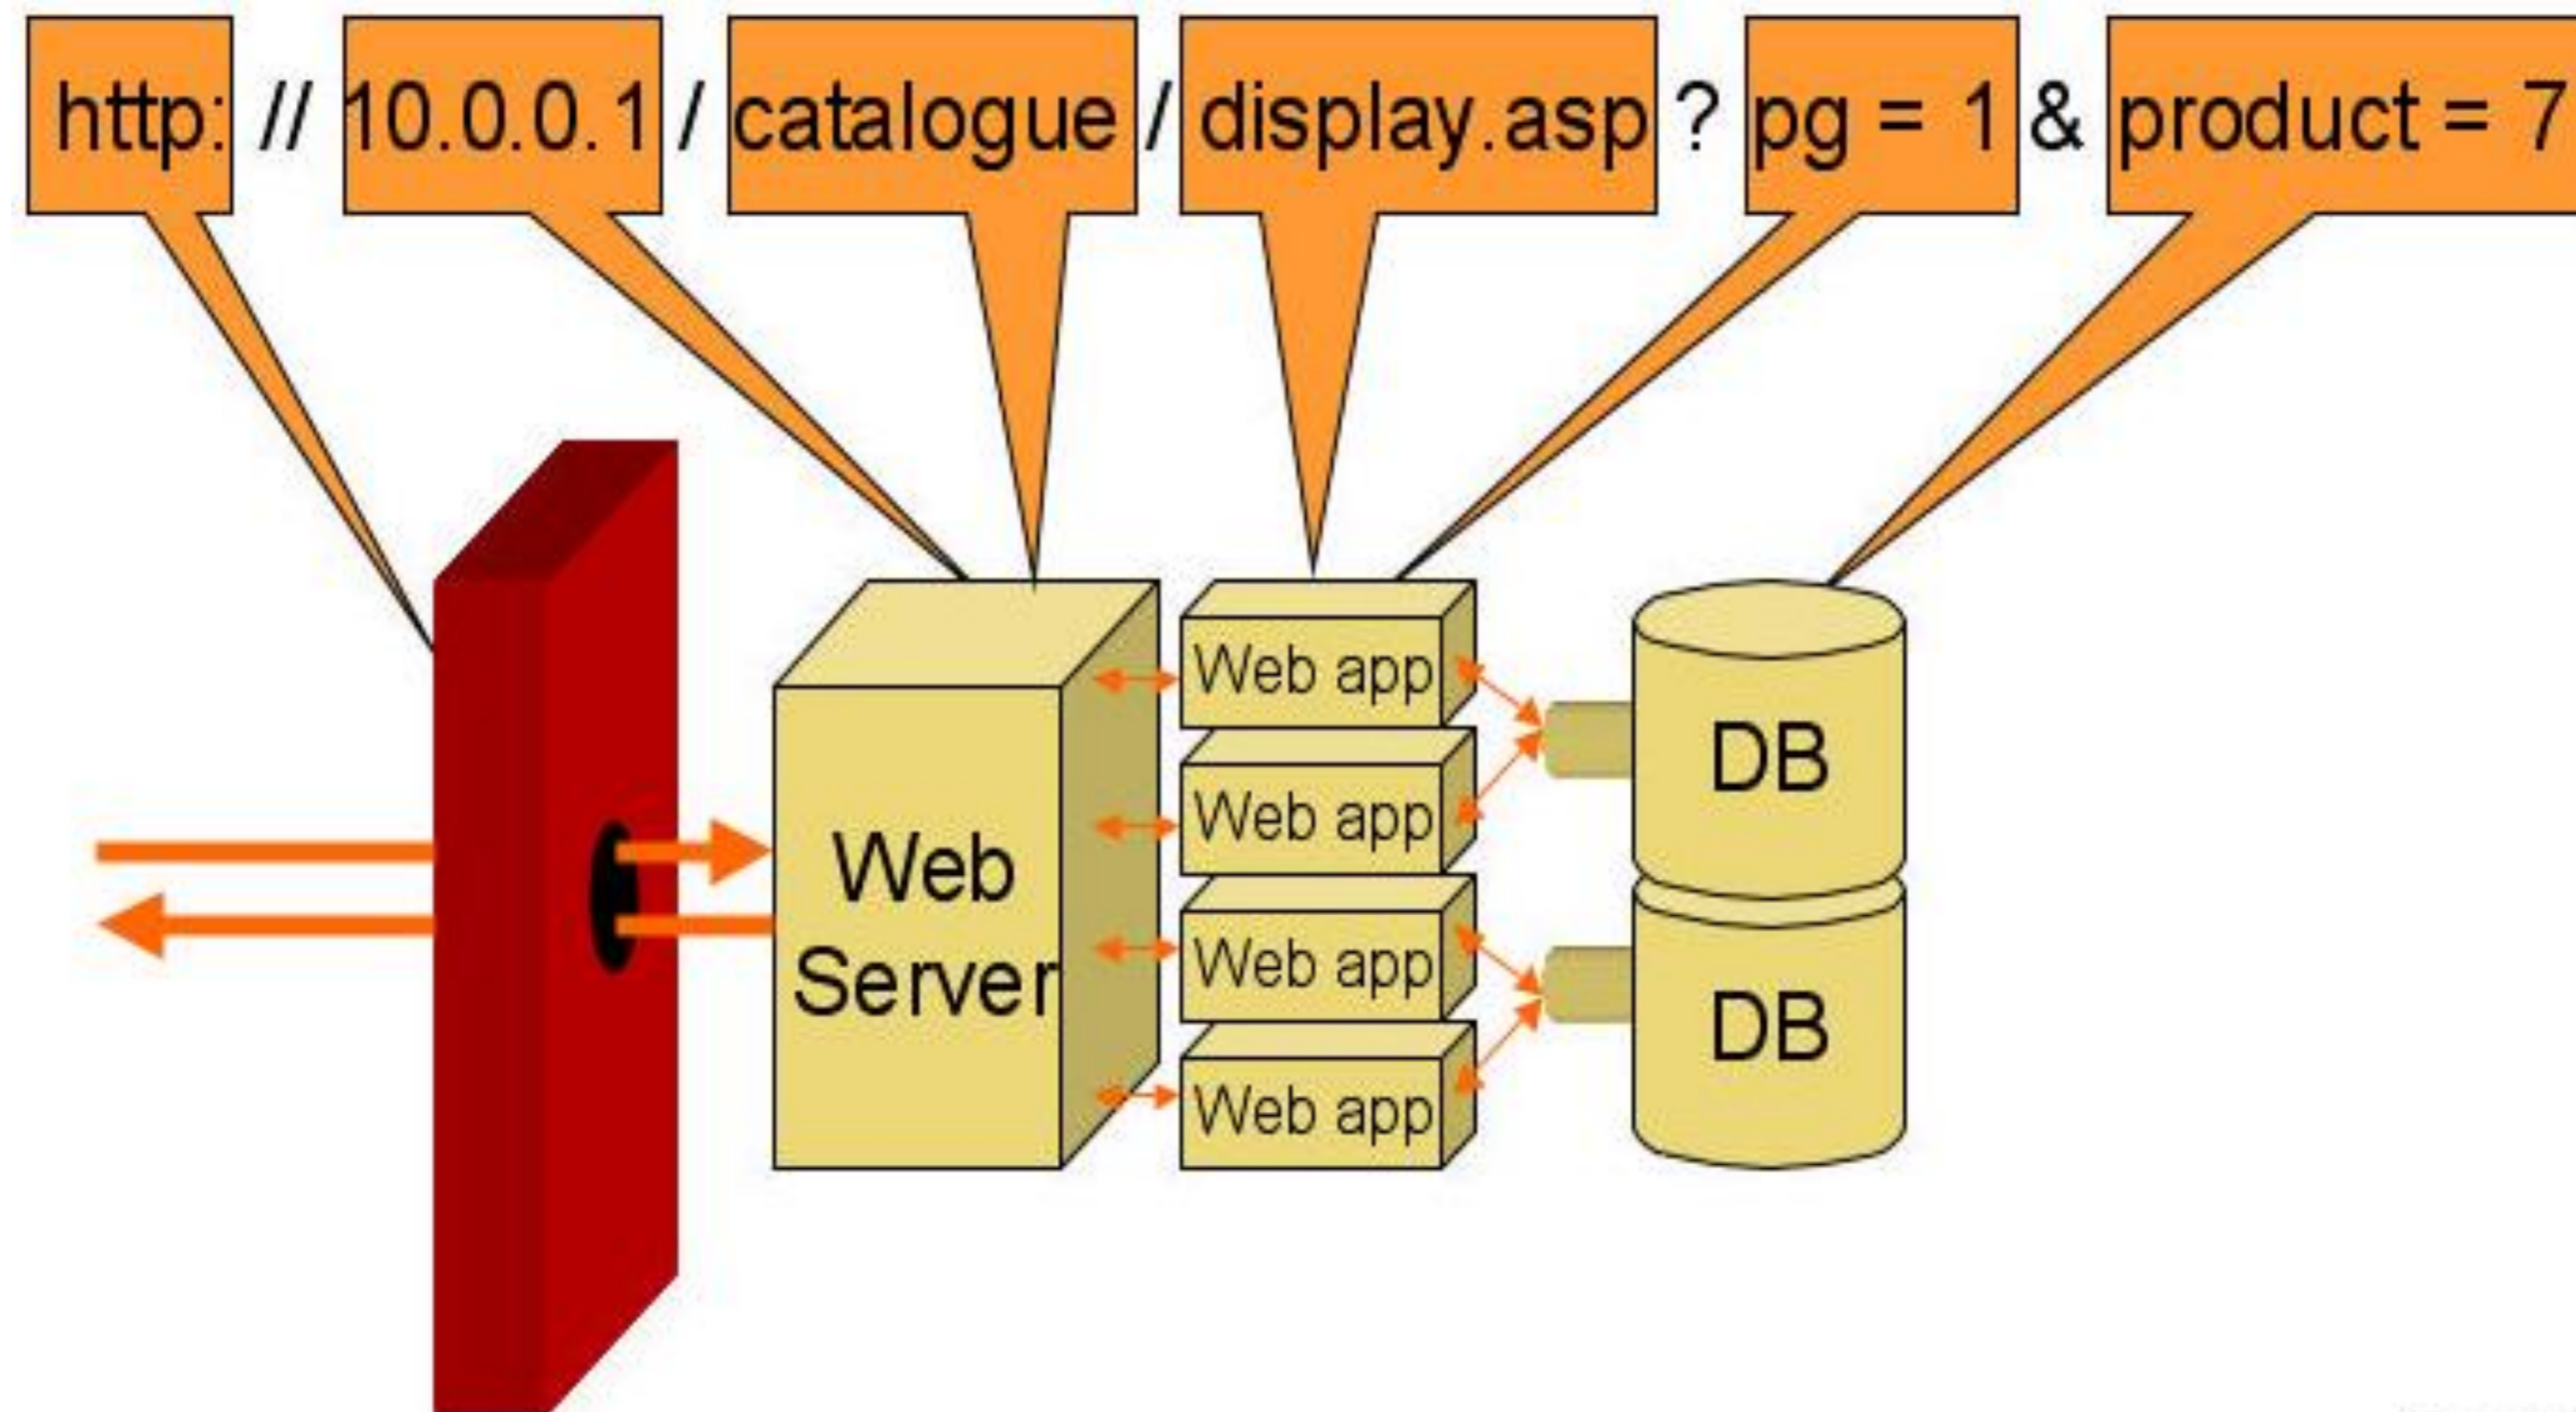 http: // 10.0.0.1 / catalogue / display.asp ? pg = 1 & product = 7
Web app
Web app
Web app
Web app
Web
Server
DB
DB